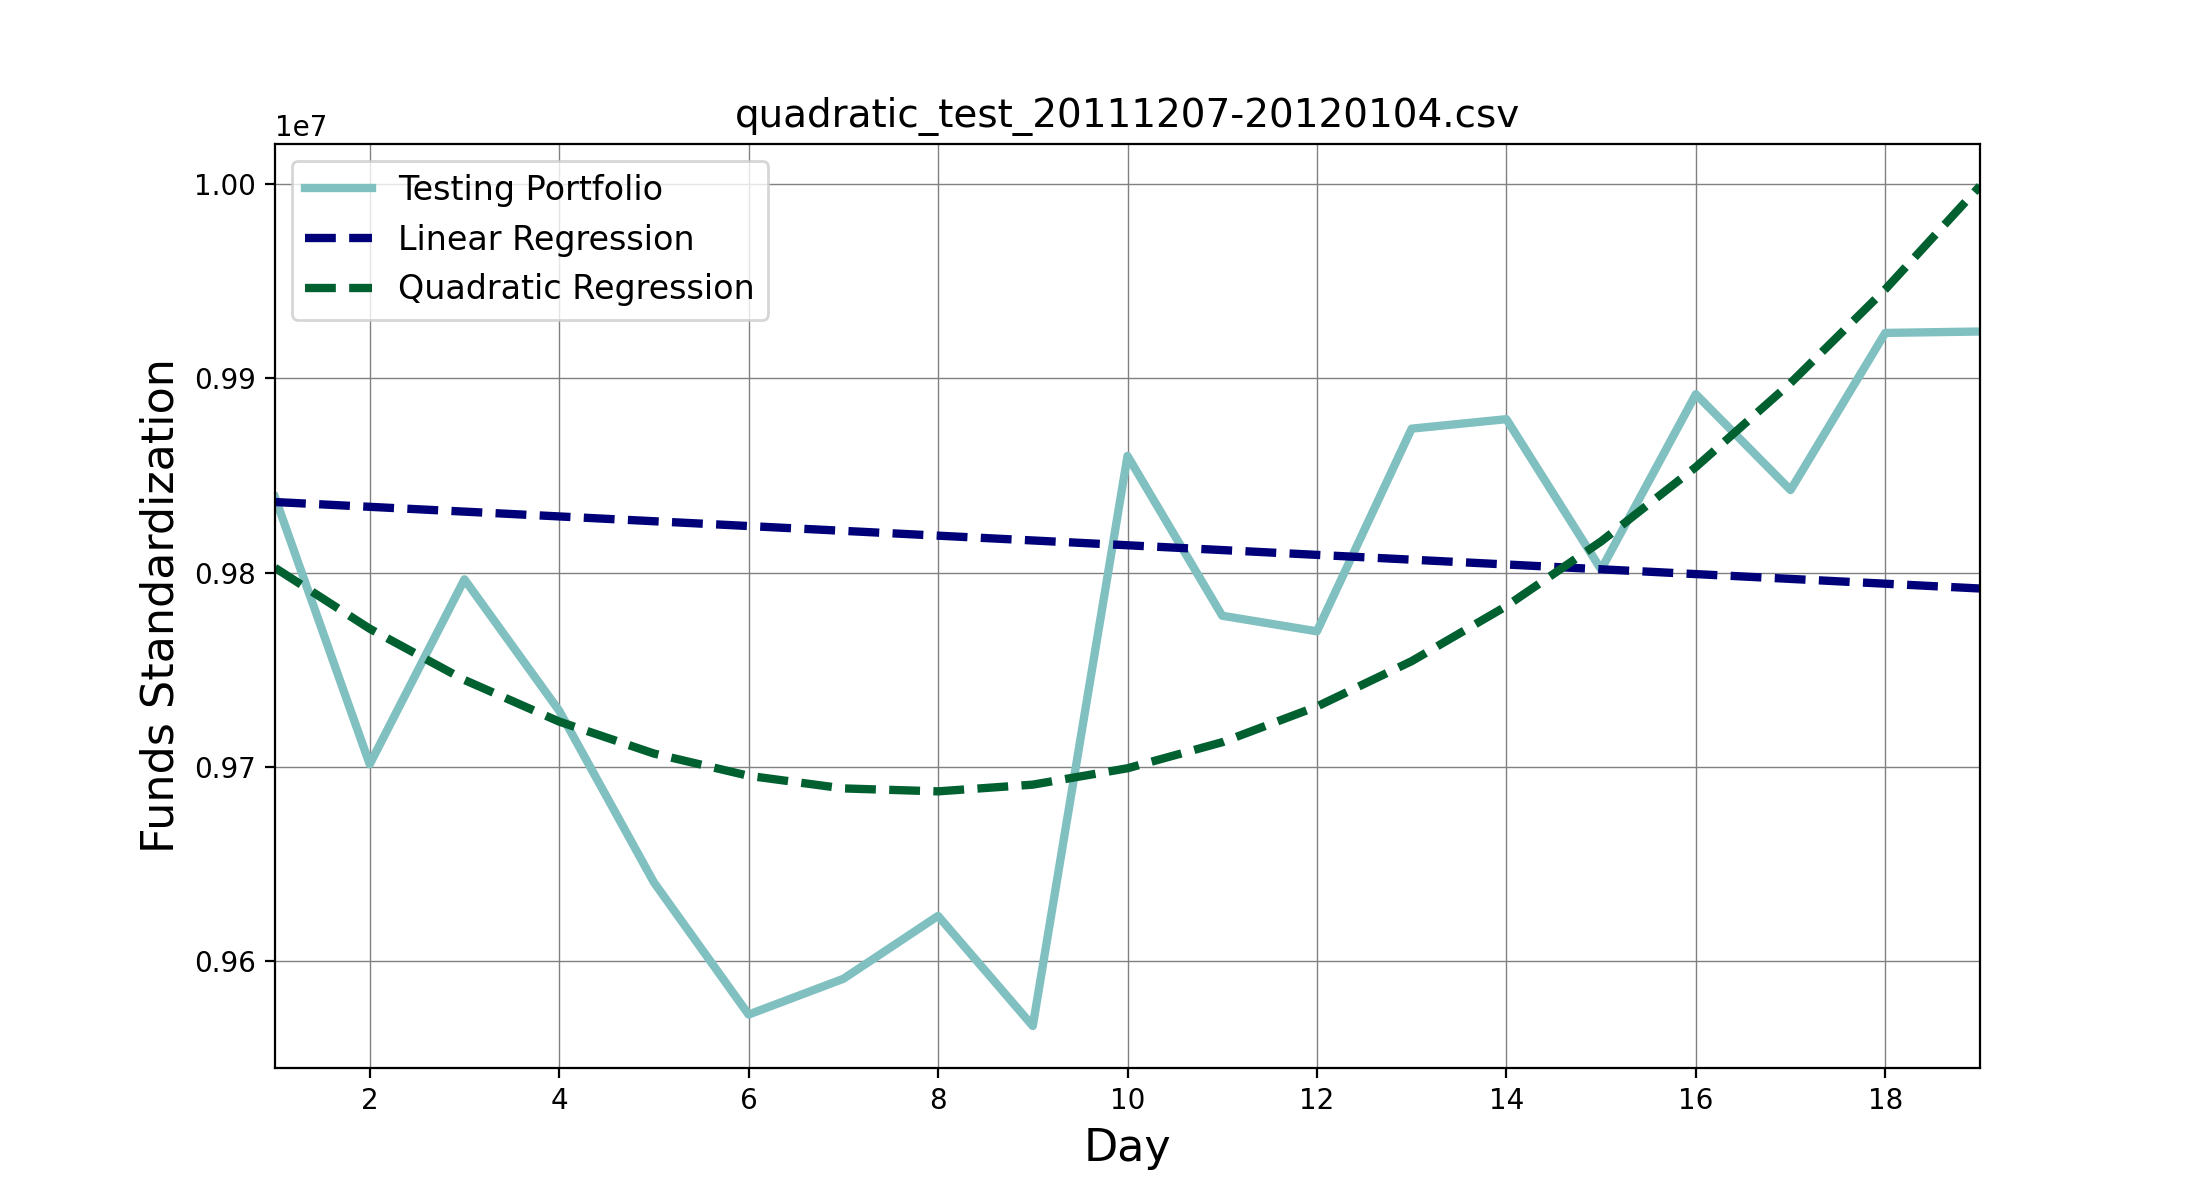 quadratic_test_20111207-20120104.csv
1e7
1.00
0.99
0.98
0.97
0.96
Funds Standardization
Testing Portfolio
Linear Regression
Quadratic Regression
2 4 6 8 10 12 14 16 18
Day